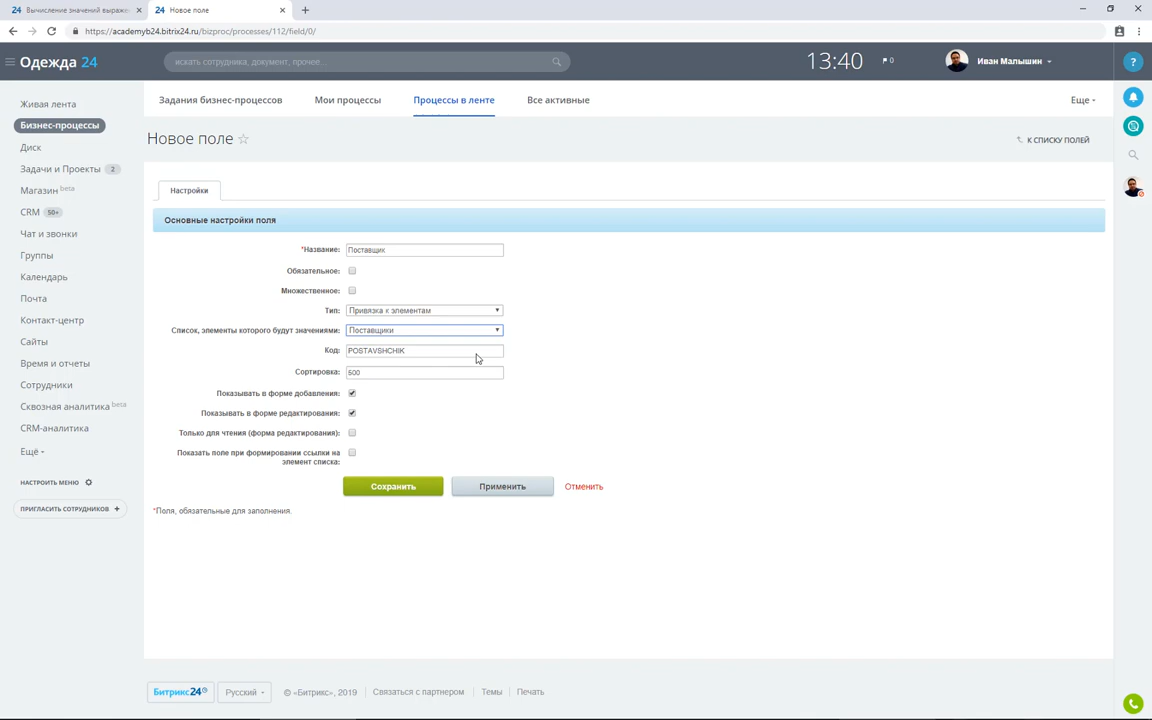 24 Вычисление значений выраже
24 Новое поле
https://academyb24.bitrix24.ru/bizproc/processes/112/field/0/
Одежда 24
искать сотрудника, документ, прочее...
13:40
0
Иван Малышин
?
Живая лента
Бизнес-процессы
Диск
Задачи и Проекты 2
Магазин beta
CRM 50+
Чат и звонки
Группы
Календарь
Почта
Контакт-центр
Сайты
Время и отчеты
Сотрудники
Сквозная аналитика beta
CRM-аналитика
Ещё
НАСТРОИТЬ МЕНЮ
ПРИГЛАСИТЬ СОТРУДНИКОВ +
Задания бизнес-процессов Мои процессы Процессы в ленте Все активные Еще
Новое поле
К СПИСКУ ПОЛЕЙ
Настройки
Основные настройки поля
*Название: Поставщик
Обязательное:
Множественное:
Тип: Привязка к элементам
Список, элементы которого будут значениями: Поставщики
Код: POSTAVSHCHIK
Сортировка: 500
Показывать в форме добавления:
Показывать в форме редактирования:
Только для чтения (форма редактирования):
Показать поле при формировании ссылки на
элемент списка:
Сохранить Применить Отменить
*Поля, обязательные для заполнения.
Битрикс24 Русский © «Битрикс», 2019 Связаться с партнером Темы Печать